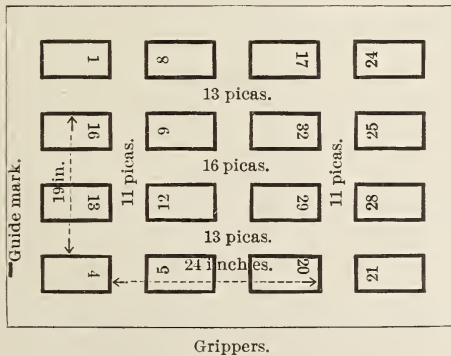 1 8 17 24
13 picas.
16 9 32 25
19 in.
11 picas.
16 picas.
11 picas.
Guide mark.
13 12 29 28
13 picas.
24 inches.
4 5 20 21
Grippers.